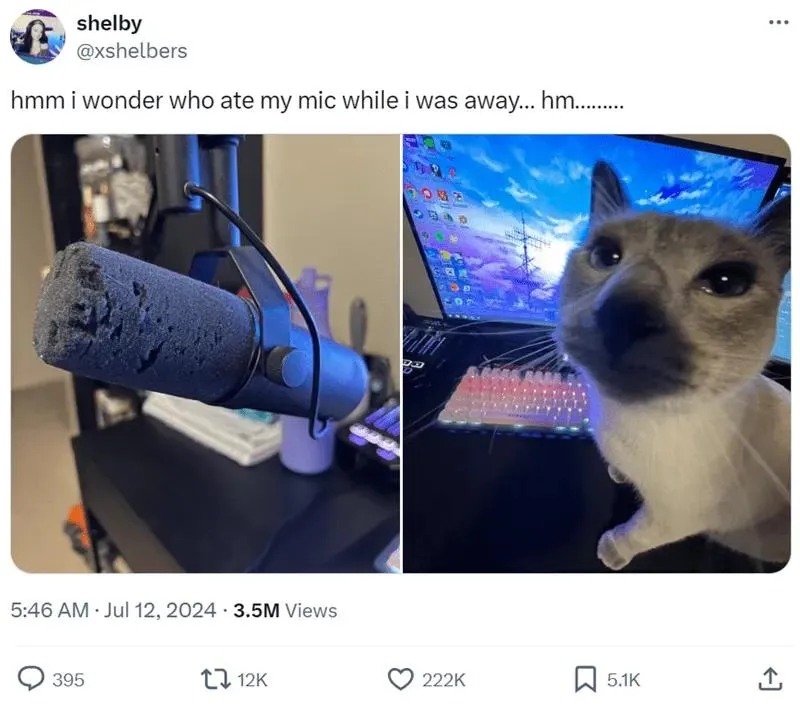 shelby
@xshelbers
hmm i wonder who ate my mic while i was away... hm.........
5:46 AM · Jul 12, 2024 · 3.5M Views
395
12K
222K
5.1K